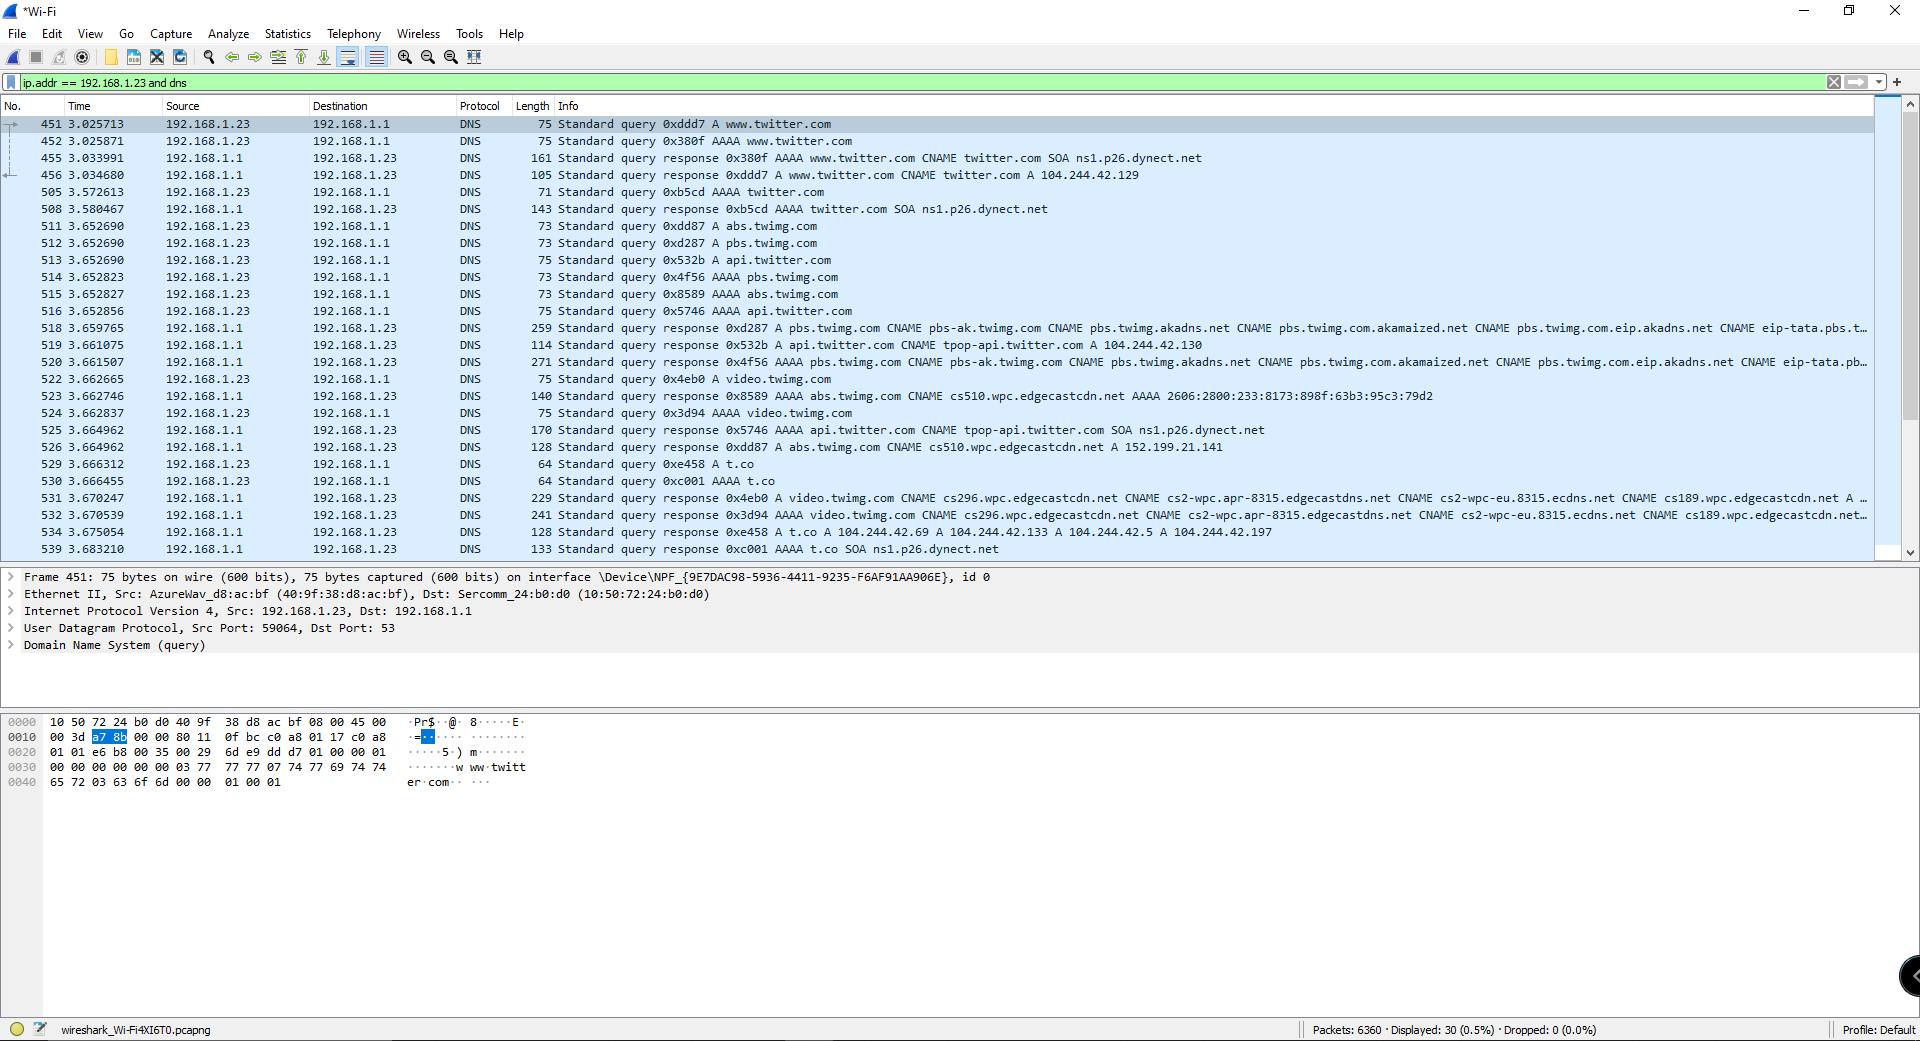 *Wi-Fi
File Edit View Go Capture Analyze Statistics Telephony Wireless Tools Help
ip.addr == 192.168.1.23 and dns
No. Time Source Destination Protocol Length Info
451 3.025713 192.168.1.23 192.168.1.1 DNS 75 Standard query 0xddd7 A www.twitter.com
452 3.025871 192.168.1.23 192.168.1.1 DNS 75 Standard query 0x380f AAAA www.twitter.com
455 3.033991 192.168.1.1 192.168.1.23 DNS 161 Standard query response 0x380f AAAA www.twitter.com CNAME twitter.com SOA ns1.p26.dynect.net
456 3.034680 192.168.1.1 192.168.1.23 DNS 105 Standard query response 0xddd7 A www.twitter.com CNAME twitter.com A 104.244.42.129
505 3.572613 192.168.1.23 192.168.1.1 DNS 71 Standard query 0xb5cd AAAA twitter.com
508 3.580467 192.168.1.1 192.168.1.23 DNS 143 Standard query response 0xb5cd AAAA twitter.com SOA ns1.p26.dynect.net
511 3.652690 192.168.1.23 192.168.1.1 DNS 73 Standard query 0xdd87 A abs.twimg.com
512 3.652690 192.168.1.23 192.168.1.1 DNS 73 Standard query 0xd287 A pbs.twimg.com
513 3.652690 192.168.1.23 192.168.1.1 DNS 75 Standard query 0x532b A api.twitter.com
514 3.652823 192.168.1.23 192.168.1.1 DNS 73 Standard query 0x4f56 AAAA pbs.twimg.com
515 3.652827 192.168.1.23 192.168.1.1 DNS 73 Standard query 0x8589 AAAA abs.twimg.com
516 3.652856 192.168.1.23 192.168.1.1 DNS 75 Standard query 0x5746 AAAA api.twitter.com
518 3.659765 192.168.1.1 192.168.1.23 DNS 259 Standard query response 0xd287 A pbs.twimg.com CNAME pbs-ak.twimg.com CNAME pbs.twimg.akadns.net CNAME pbs.twimg.com.akamaized.net CNAME pbs.twimg.com.eip.akadns.net CNAME eip-tata.pbs.t…
519 3.661075 192.168.1.1 192.168.1.23 DNS 114 Standard query response 0x532b A api.twitter.com CNAME tpop-api.twitter.com A 104.244.42.130
520 3.661507 192.168.1.1 192.168.1.23 DNS 271 Standard query response 0x4f56 AAAA pbs.twimg.com CNAME pbs-ak.twimg.com CNAME pbs.twimg.akadns.net CNAME pbs.twimg.com.akamaized.net CNAME pbs.twimg.com.eip.akadns.net CNAME eip-tata.pb…
522 3.662665 192.168.1.23 192.168.1.1 DNS 75 Standard query 0x4eb0 A video.twimg.com
523 3.662746 192.168.1.1 192.168.1.23 DNS 140 Standard query response 0x8589 AAAA abs.twimg.com CNAME cs510.wpc.edgecastcdn.net AAAA 2606:2800:233:8173:898f:63b3:95c3:79d2
524 3.662837 192.168.1.23 192.168.1.1 DNS 75 Standard query 0x3d94 AAAA video.twimg.com
525 3.664962 192.168.1.1 192.168.1.23 DNS 170 Standard query response 0x5746 AAAA api.twitter.com CNAME tpop-api.twitter.com SOA ns1.p26.dynect.net
526 3.664962 192.168.1.1 192.168.1.23 DNS 128 Standard query response 0xdd87 A abs.twimg.com CNAME cs510.wpc.edgecastcdn.net A 152.199.21.141
529 3.666312 192.168.1.23 192.168.1.1 DNS 64 Standard query 0xe458 A t.co
530 3.666455 192.168.1.23 192.168.1.1 DNS 64 Standard query 0xc001 AAAA t.co
531 3.670247 192.168.1.1 192.168.1.23 DNS 229 Standard query response 0x4eb0 A video.twimg.com CNAME cs296.wpc.edgecastcdn.net CNAME cs2-wpc.apr-8315.edgecastdns.net CNAME cs2-wpc-eu.8315.ecdns.net CNAME cs189.wpc.edgecastcdn.net A …
532 3.670539 192.168.1.1 192.168.1.23 DNS 241 Standard query response 0x3d94 AAAA video.twimg.com CNAME cs296.wpc.edgecastcdn.net CNAME cs2-wpc.apr-8315.edgecastdns.net CNAME cs2-wpc-eu.8315.ecdns.net CNAME cs189.wpc.edgecastcdn.net…
534 3.675054 192.168.1.1 192.168.1.23 DNS 128 Standard query response 0xe458 A t.co A 104.244.42.69 A 104.244.42.133 A 104.244.42.5 A 104.244.42.197
539 3.683210 192.168.1.1 192.168.1.23 DNS 133 Standard query response 0xc001 AAAA t.co SOA ns1.p26.dynect.net
Frame 451: 75 bytes on wire (600 bits), 75 bytes captured (600 bits) on interface \Device\NPF_{9E7DAC98-5936-4411-9235-F6AF91AA906E}, id 0
Ethernet II, Src: AzureWav_d8:ac:bf (40:9f:38:d8:ac:bf), Dst: Sercomm_24:b0:d0 (10:50:72:24:b0:d0)
Internet Protocol Version 4, Src: 192.168.1.23, Dst: 192.168.1.1
User Datagram Protocol, Src Port: 59064, Dst Port: 53
Domain Name System (query)
0000 10 50 72 24 b0 d0 40 9f 38 d8 ac bf 08 00 45 00 ·Pr$··@· 8·····E·
0010 00 3d a7 8b 00 00 80 11 0f bc c0 a8 01 17 c0 a8 ·=······ ········
0020 01 01 e6 b8 00 35 00 29 6d e9 dd d7 01 00 00 01 ·····5·) m·······
0030 00 00 00 00 00 00 03 77 77 77 07 74 77 69 74 74 ·······w ww·twitt
0040 65 72 03 63 6f 6d 00 00 01 00 01 er·com·· ···
wireshark_Wi-Fi4XI6T0.pcapng Packets: 6360 · Displayed: 30 (0.5%) · Dropped: 0 (0.0%) Profile: Default